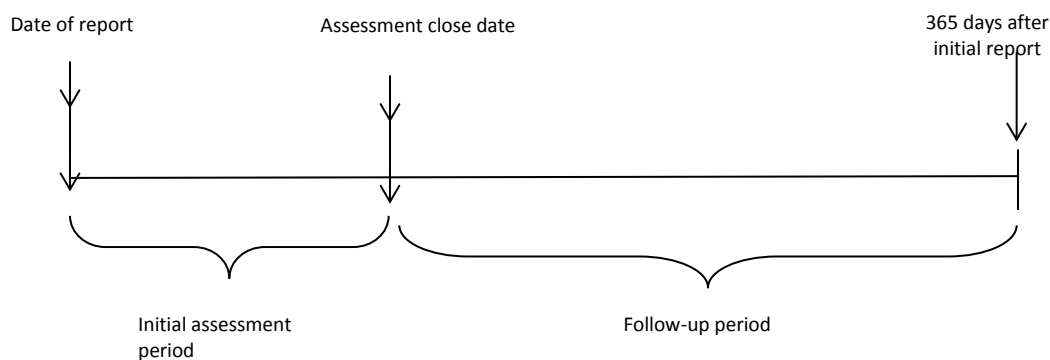 Date of report
Assessment close date
365 days after
initial report
Initial assessment
period
Follow-up period